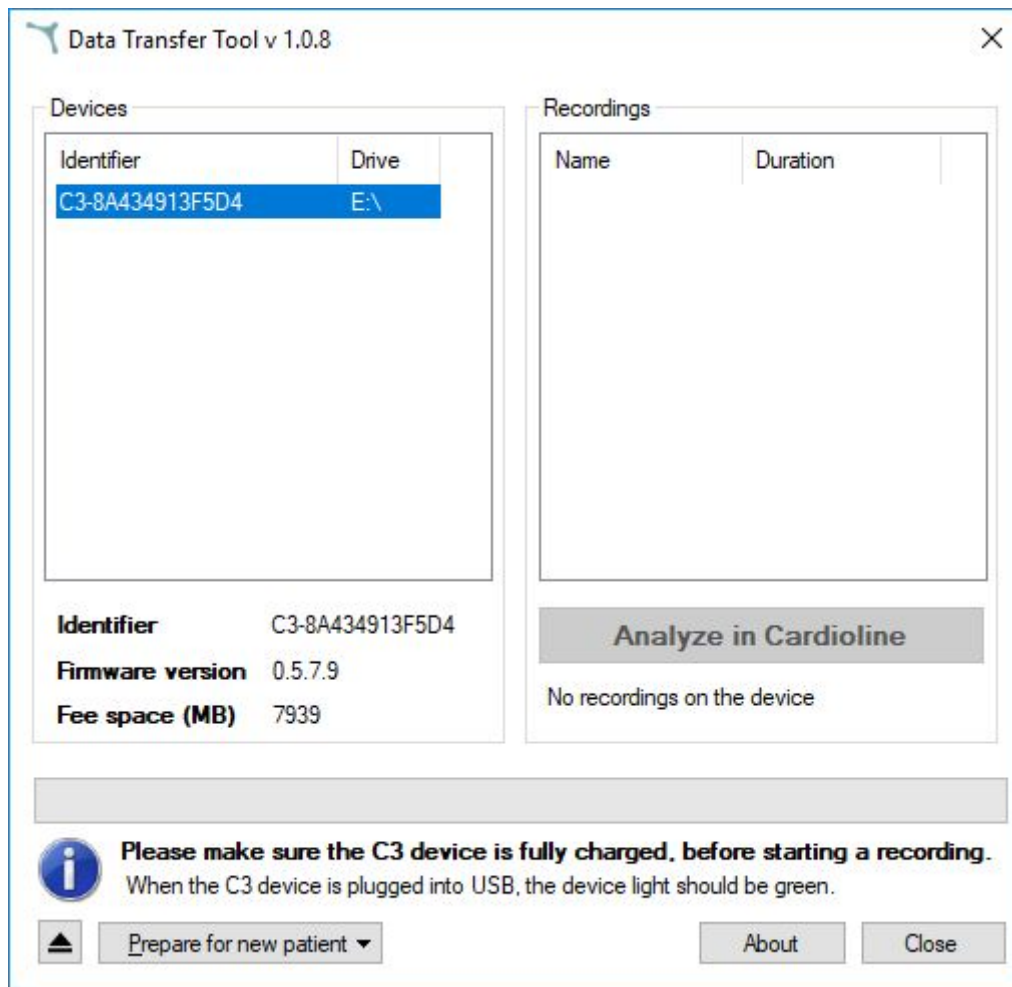 Data Transfer Tool v 1.0.8
Devices
Identifier Drive
C3-8A434913F5D4 E:\
Identifier C3-8A434913F5D4
Firmware version 0.5.7.9
Fee space (MB) 7939
Recordings
Name Duration
Analyze in Cardioline
No recordings on the device
Please make sure the C3 device is fully charged, before starting a recording.
When the C3 device is plugged into USB, the device light should be green.
Prepare for new patient
About
Close